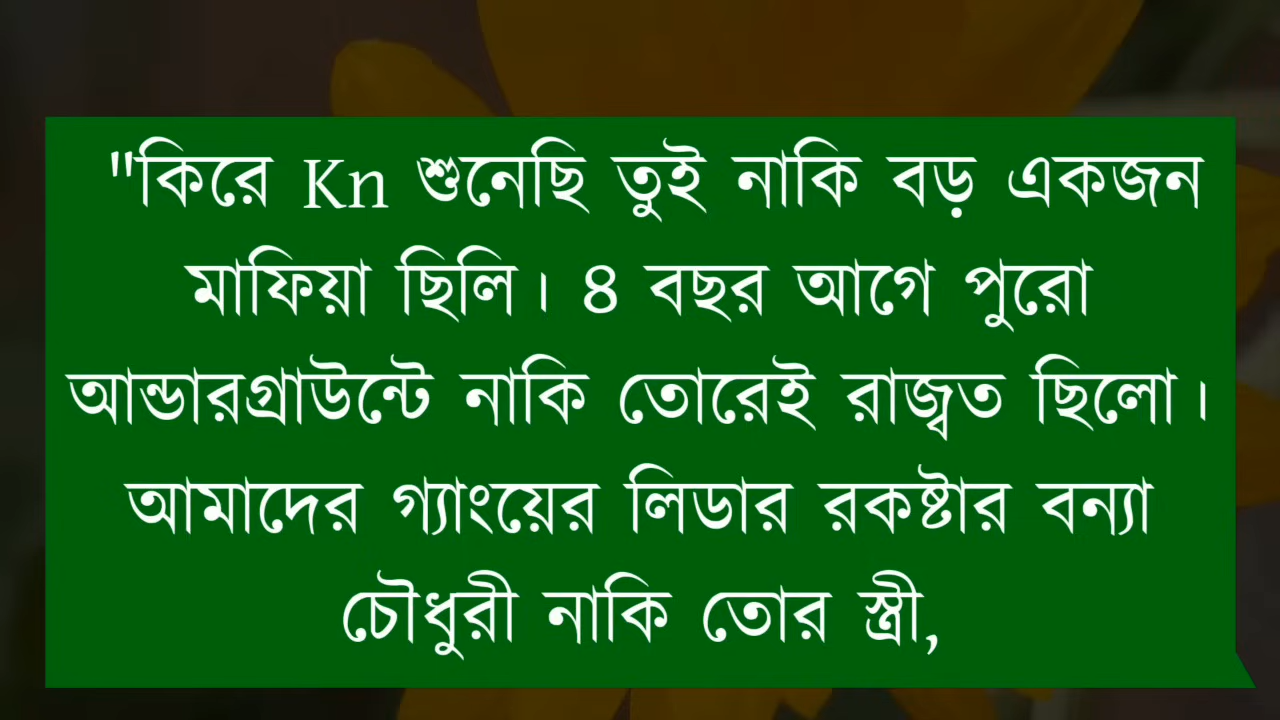 "কিরে Kn শুনেছি তুই নাকি বড় একজন
মাফিয়া ছিলি। ৪ বছর আগে পুরো
আন্ডারগ্রাউন্টে নাকি তোরেই রাজ্বত ছিলো।
আমাদের গ্যাংয়ের লিডার রকষ্টার বন্যা
চৌধুরী নাকি তোর স্ত্রী,